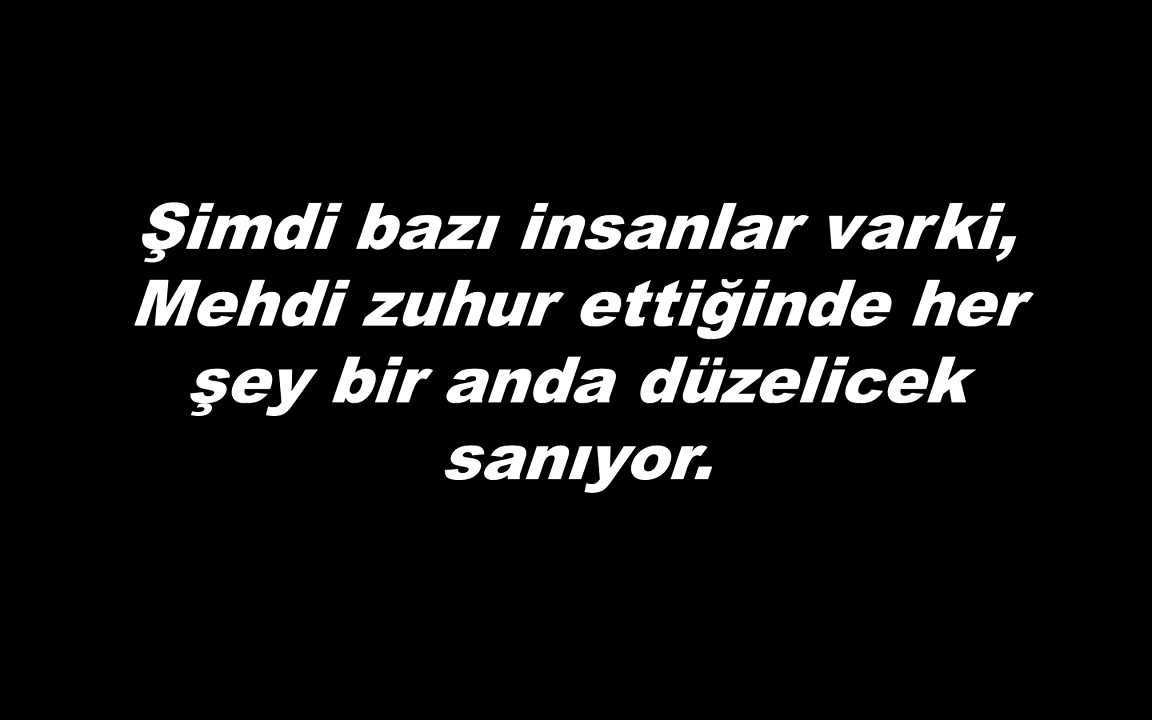 Şimdi bazı insanlar varki,
Mehdi zuhur ettiğinde her
şey bir anda düzelicek
sanıyor.